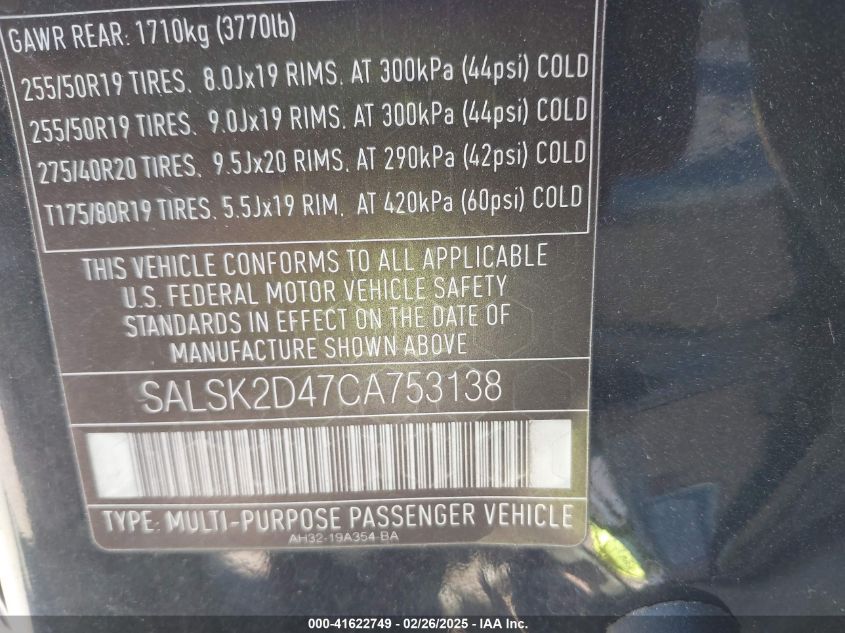 GAWR REAR: 1710kg (3770lb)
255/50R19 TIRES. 8.0Jx19 RIMS. AT 300kPa (44psi) COLD
255/50R19 TIRES. 9.0Jx19 RIMS. AT 300kPa (44psi) COLD
275/40R20 TIRES. 9.5Jx20 RIMS. AT 290kPa (42psi) COLD
T175/80R19 TIRES. 5.5Jx19 RIM. AT 420kPa (60psi) COLD
THIS VEHICLE CONFORMS TO ALL APPLICABLE
U.S. FEDERAL MOTOR VEHICLE SAFETY
STANDARDS IN EFFECT ON THE DATE OF
MANUFACTURE SHOWN ABOVE
SALSK2D47CA753138
TYPE: MULTI-PURPOSE PASSENGER VEHICLE
AH32-19A354-BA
000-41622749 - 02/26/2025 - IAA Inc.